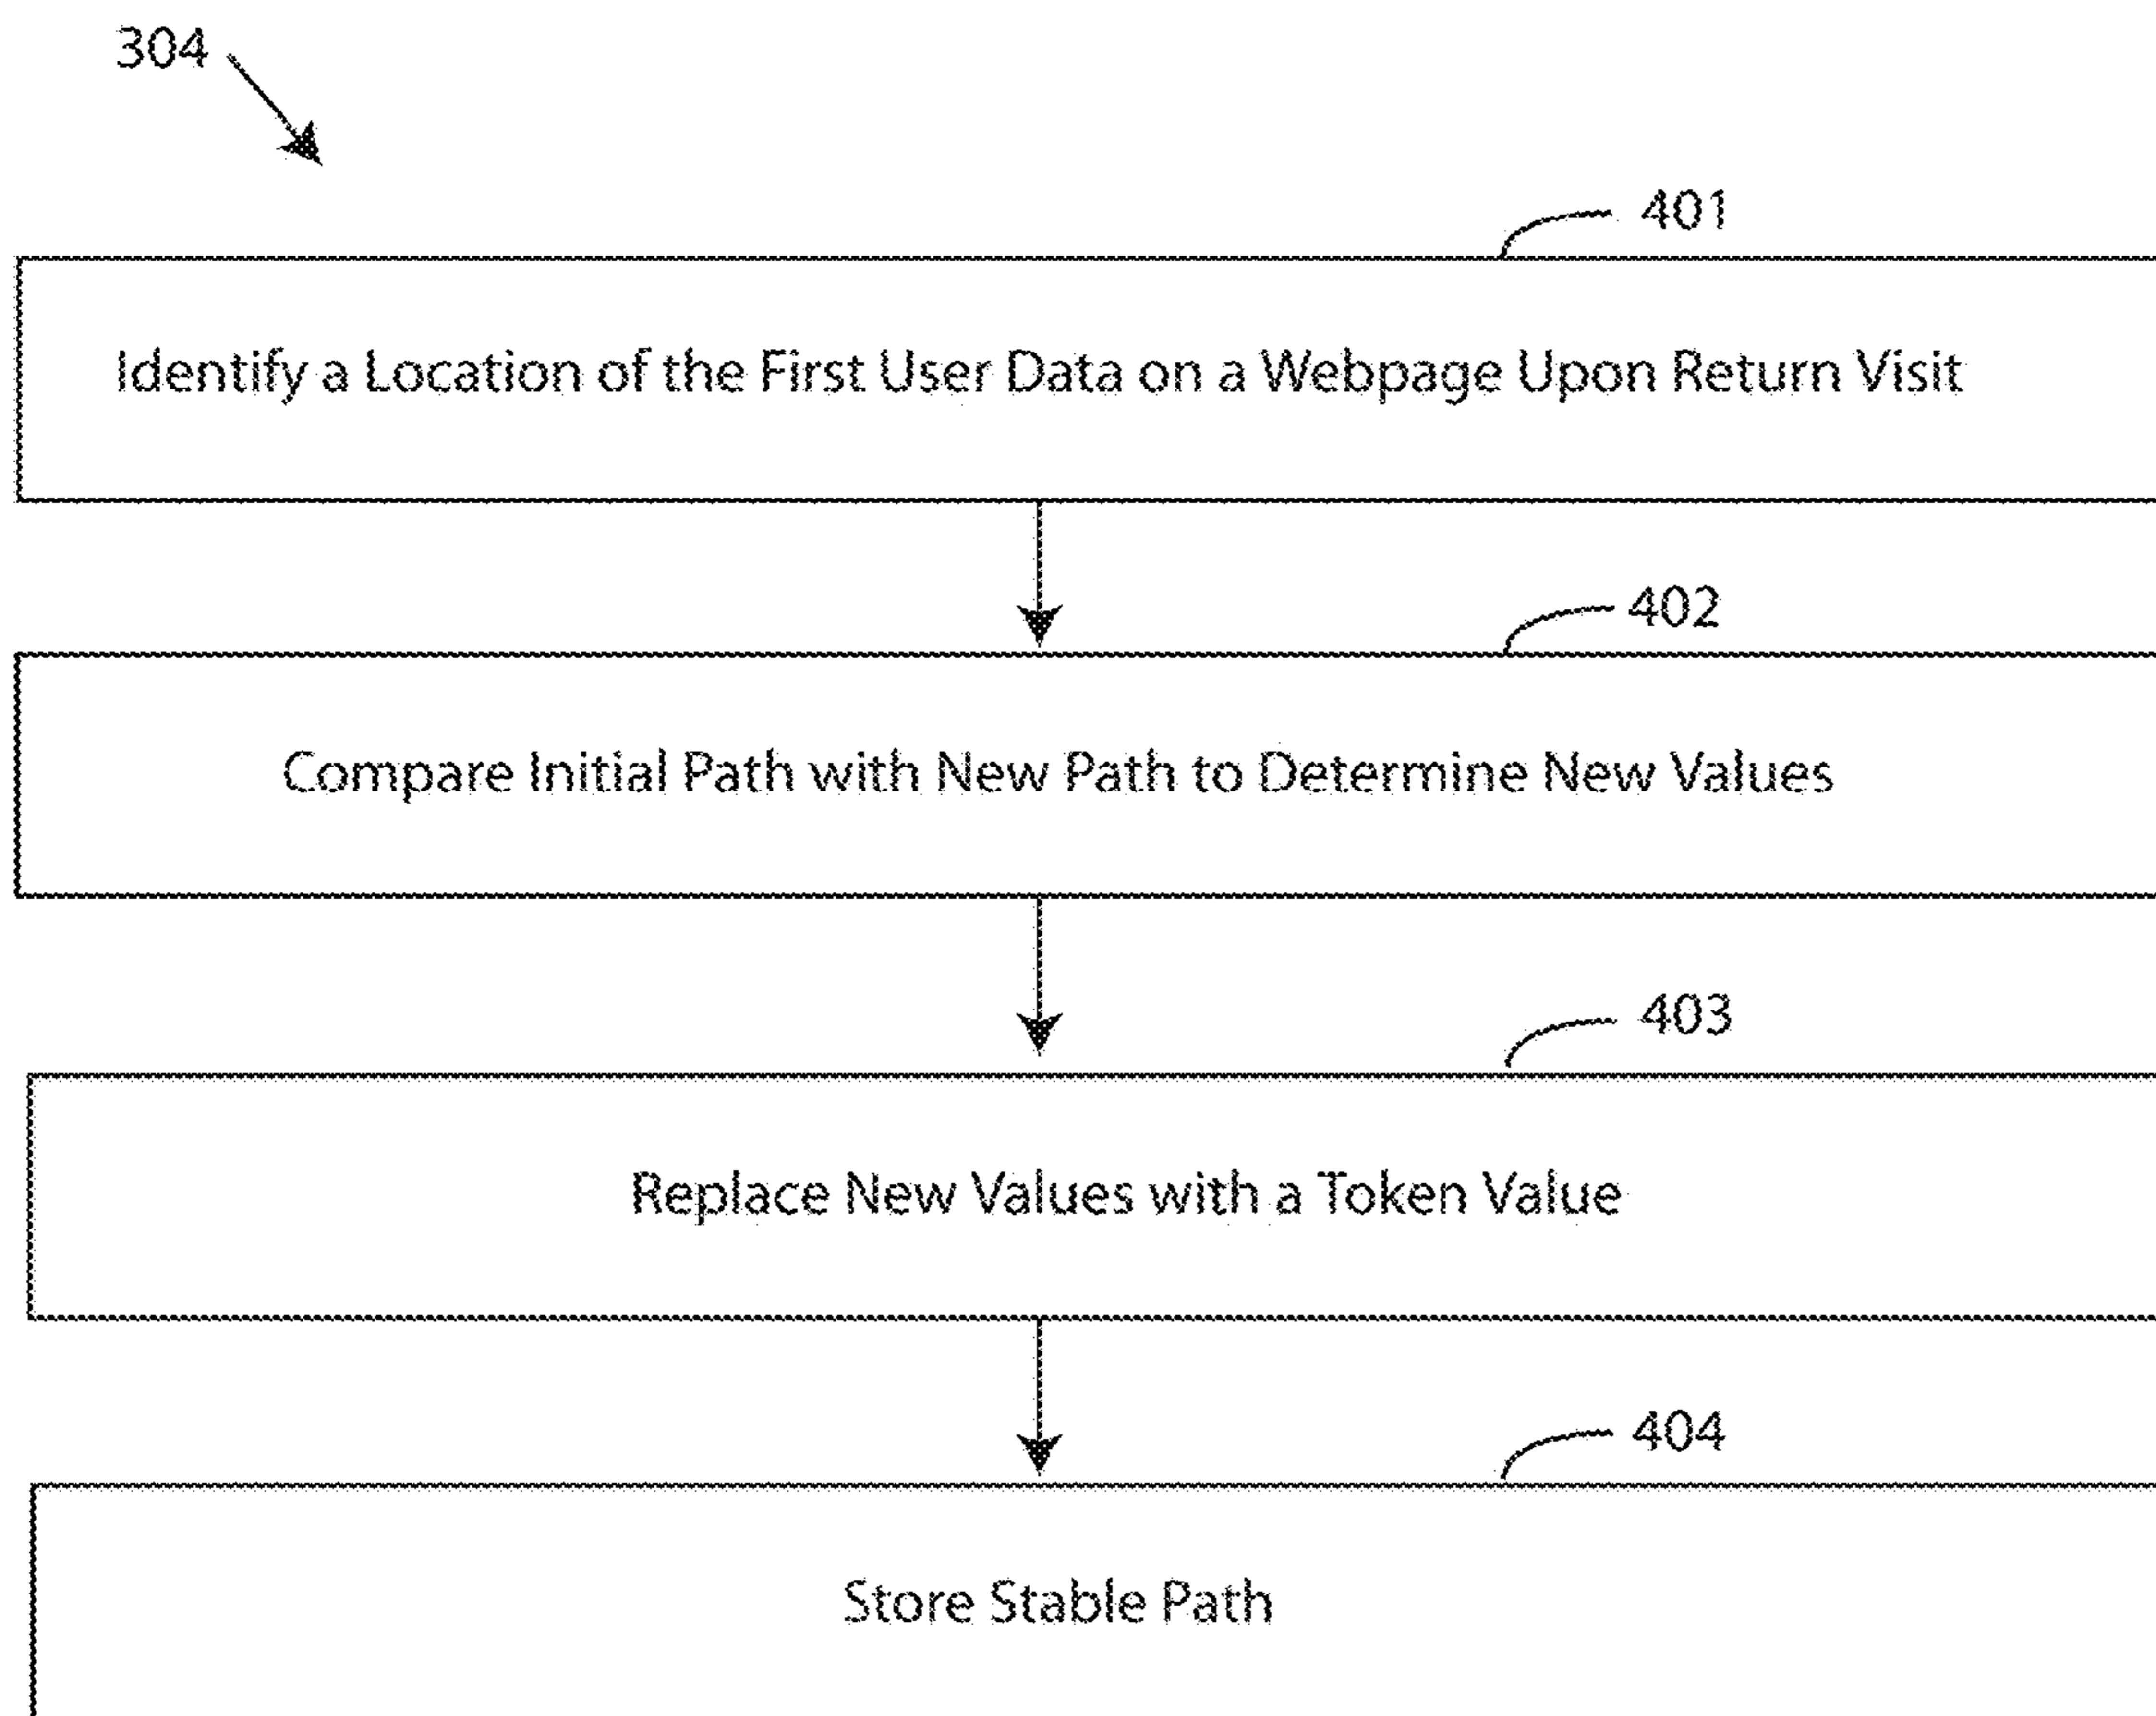 304
401
Identify a Location of the First User Data on a Webpage Upon Return Visit
402
Compare Initial Path with New Path to Determine New Values
403
Replace New Values with a Token Value
404
Store Stable Path